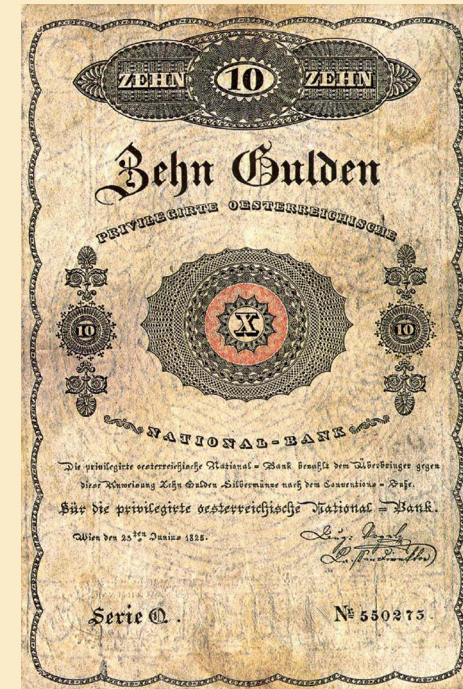 ZEHN 10 ZEHN
Zehn Gulden
PRIVILEGIRTE OESTERREICHISCHE
X
10 10
NATIONAL-BANK
Die privilegirte oesterreichische National = Bank bezahlt dem Überbringer gegen
diese Anweisung Zehn Gulden Silbermünze nach dem Conventions = Fuße.
Für die privilegirte oesterreichische National = Bank.
Wien den 23ten Junius 1825.
Serie Q.
Nr 550275.